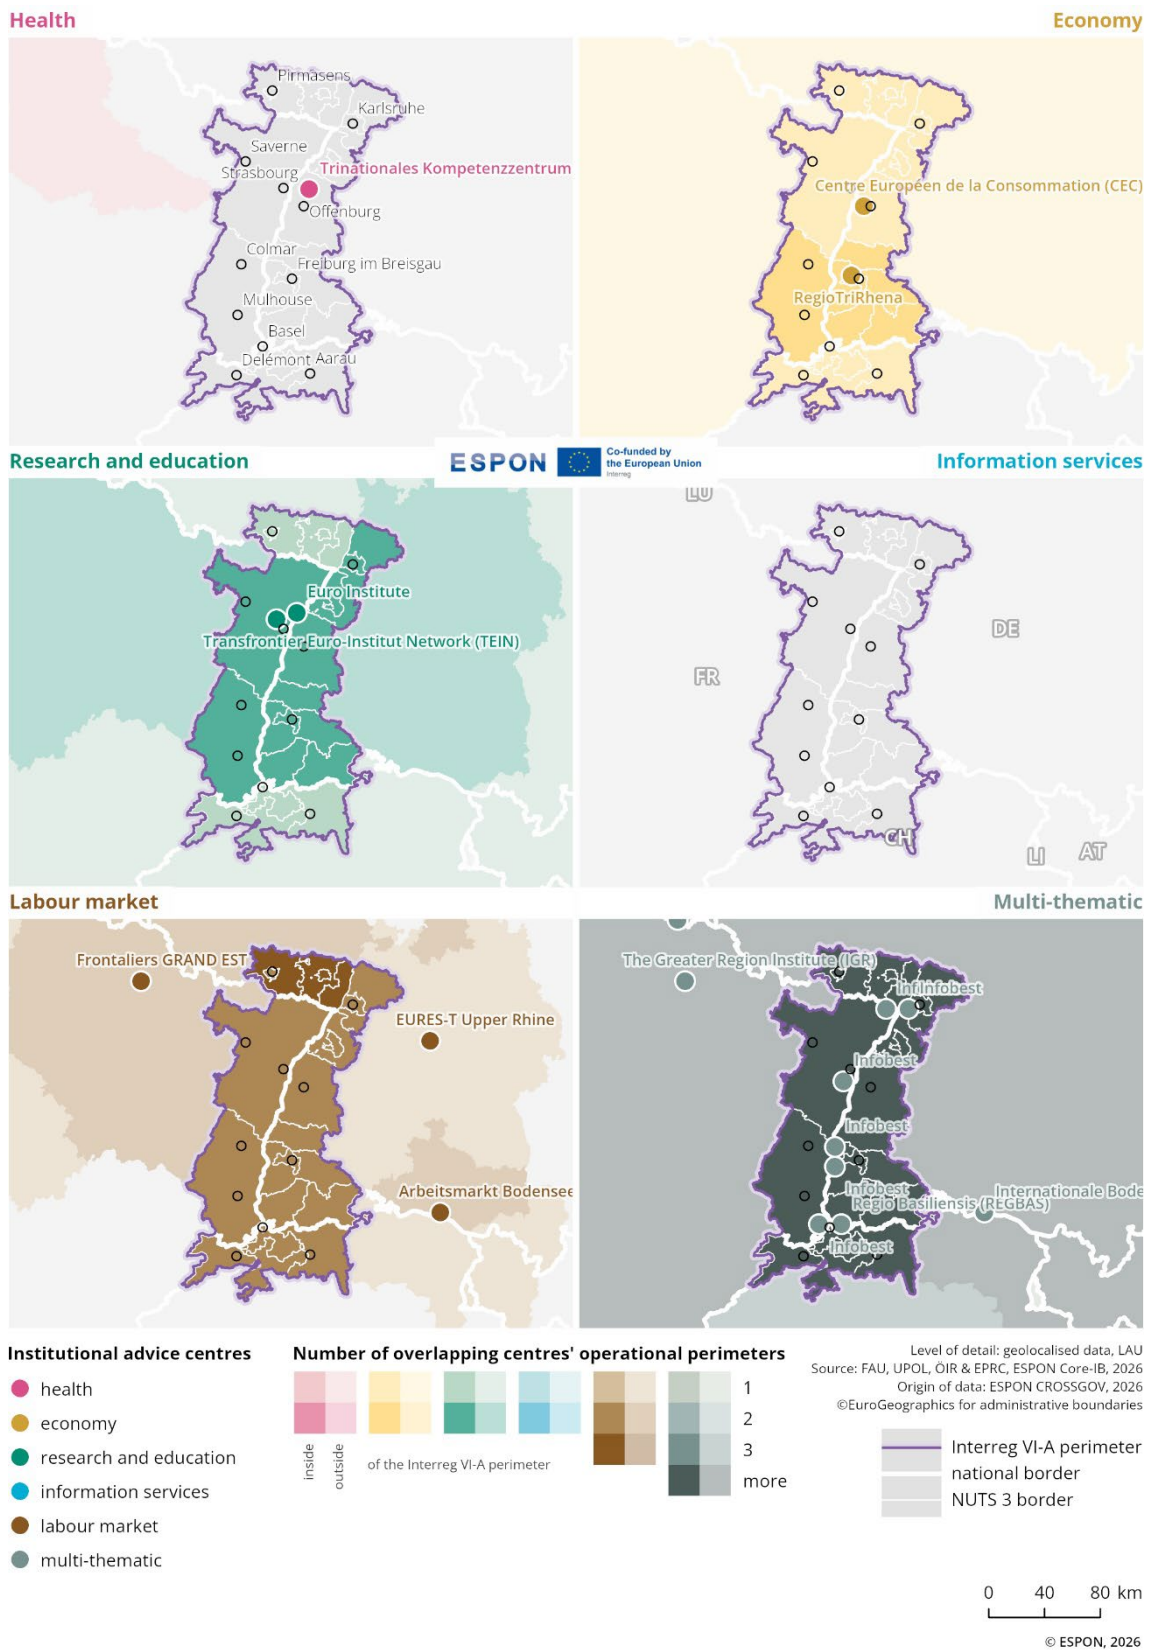 Health
Economy
Pirmasens
Karlsruhe
Saverne
Trinationales Kompetenzzentrum
Strasbourg
Offenburg
Colmar
Freiburg im Breisgau
Mulhouse
Basel
Delémont
Aarau
Centre Européen de la Consommation (CEC)
RegioTriRhena
Research and education
ESPON
Co-funded by
the European Union
Interreg
Information services
Euro Institute
Transfrontier Euro-Institut Network (TEIN)
LU
DE
FR
CH
LI
AT
Labour market
Multi-thematic
Frontaliers GRAND EST
EURES-T Upper Rhine
Arbeitsmarkt Bodensee
The Greater Region Institute (IGR)
Inf
Infobest
Infobest
Infobest
Infobest
Regio Basiliensis (REGBAS)
Internationale Bode
Infobest
Institutional advice centres
health
economy
research and education
information services
labour market
multi-thematic
Number of overlapping centres' operational perimeters
1
2
3
more
inside
outside
of the Interreg VI-A perimeter
Level of detail: geolocalised data, LAU
Source: FAU, UPOL, ÖIR & EPRC, ESPON Core-IB, 2026
Origin of data: ESPON CROSSGOV, 2026
©EuroGeographics for administrative boundaries
Interreg VI-A perimeter
national border
NUTS 3 border
0 40 80 km
© ESPON, 2026